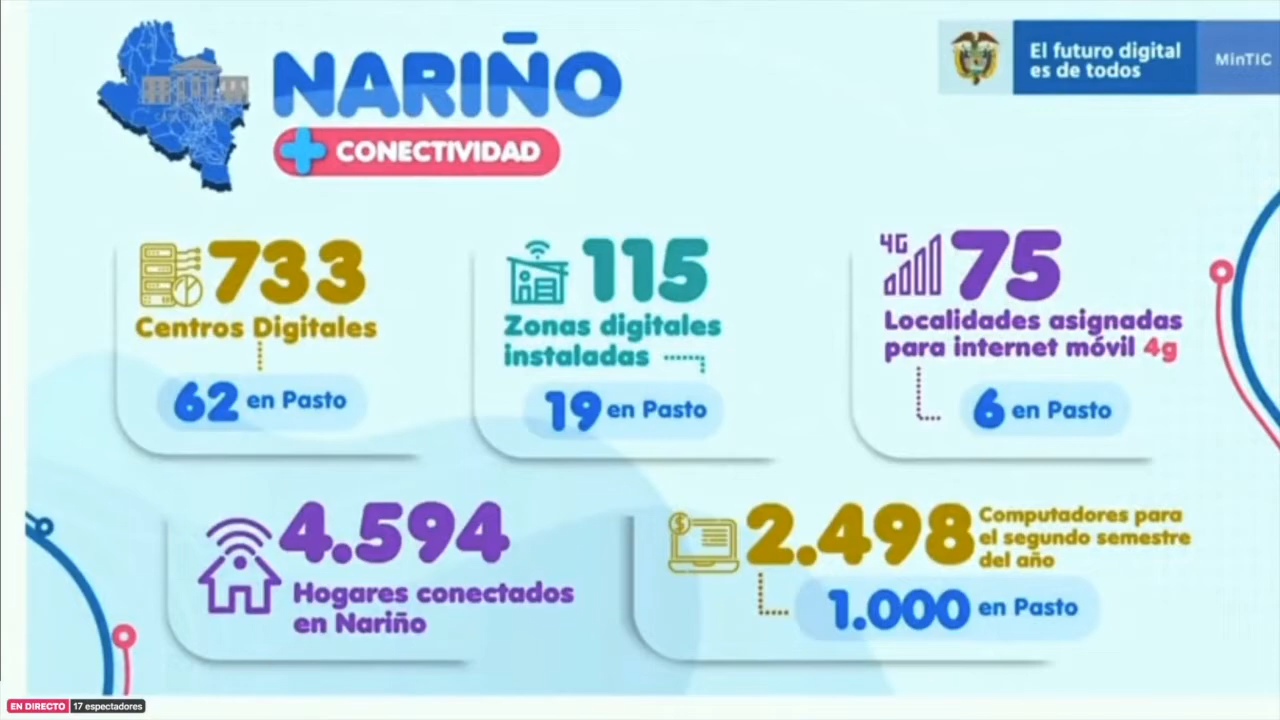 NARIÑO
CONECTIVIDAD
El futuro digital
es de todos
MinTIC
733
Centros Digitales
62 en Pasto
115
Zonas digitales
instaladas
19 en Pasto
4G
75
Localidades asignadas
para internet móvil 4g
6 en Pasto
4.594
Hogares conectados
en Nariño
$
2.498
Computadores para
el segundo semestre
del año
1.000 en Pasto
EN DIRECTO
17 espectadores